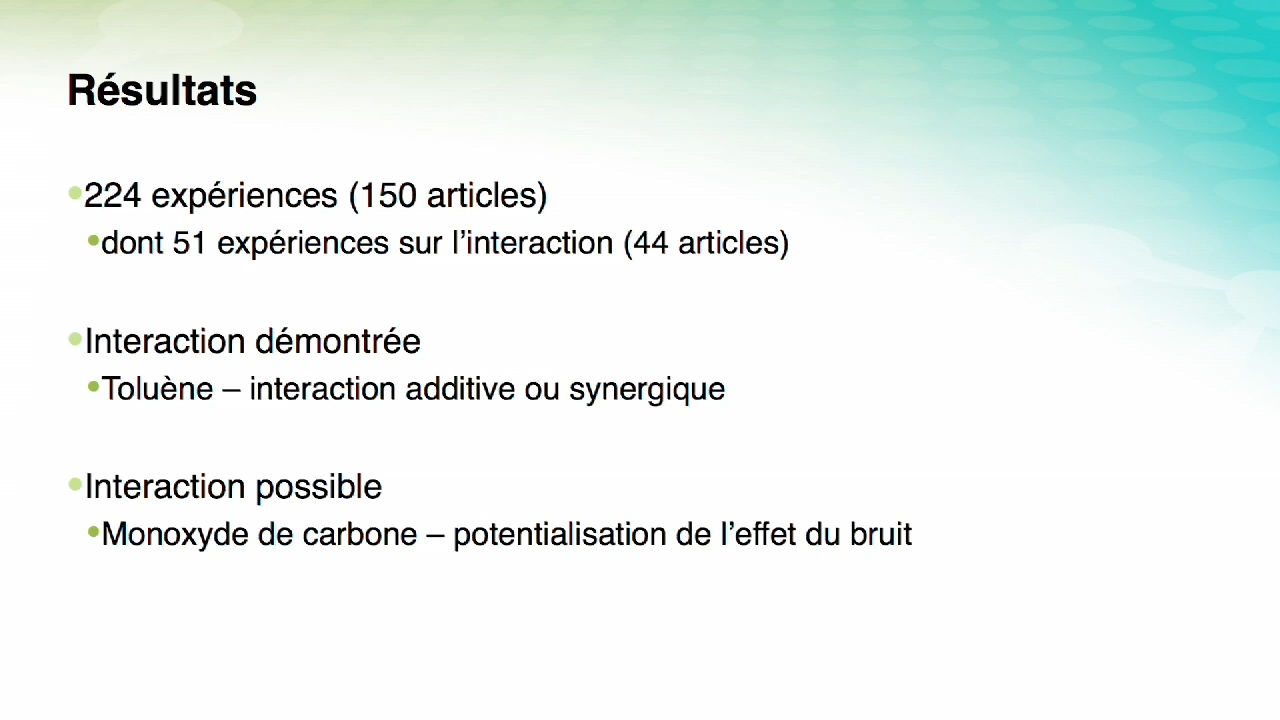 Résultats
•224 expériences (150 articles)
•dont 51 expériences sur l’interaction (44 articles)
•Interaction démontrée
•Toluène – interaction additive ou synergique
•Interaction possible
•Monoxyde de carbone – potentialisation de l’effet du bruit